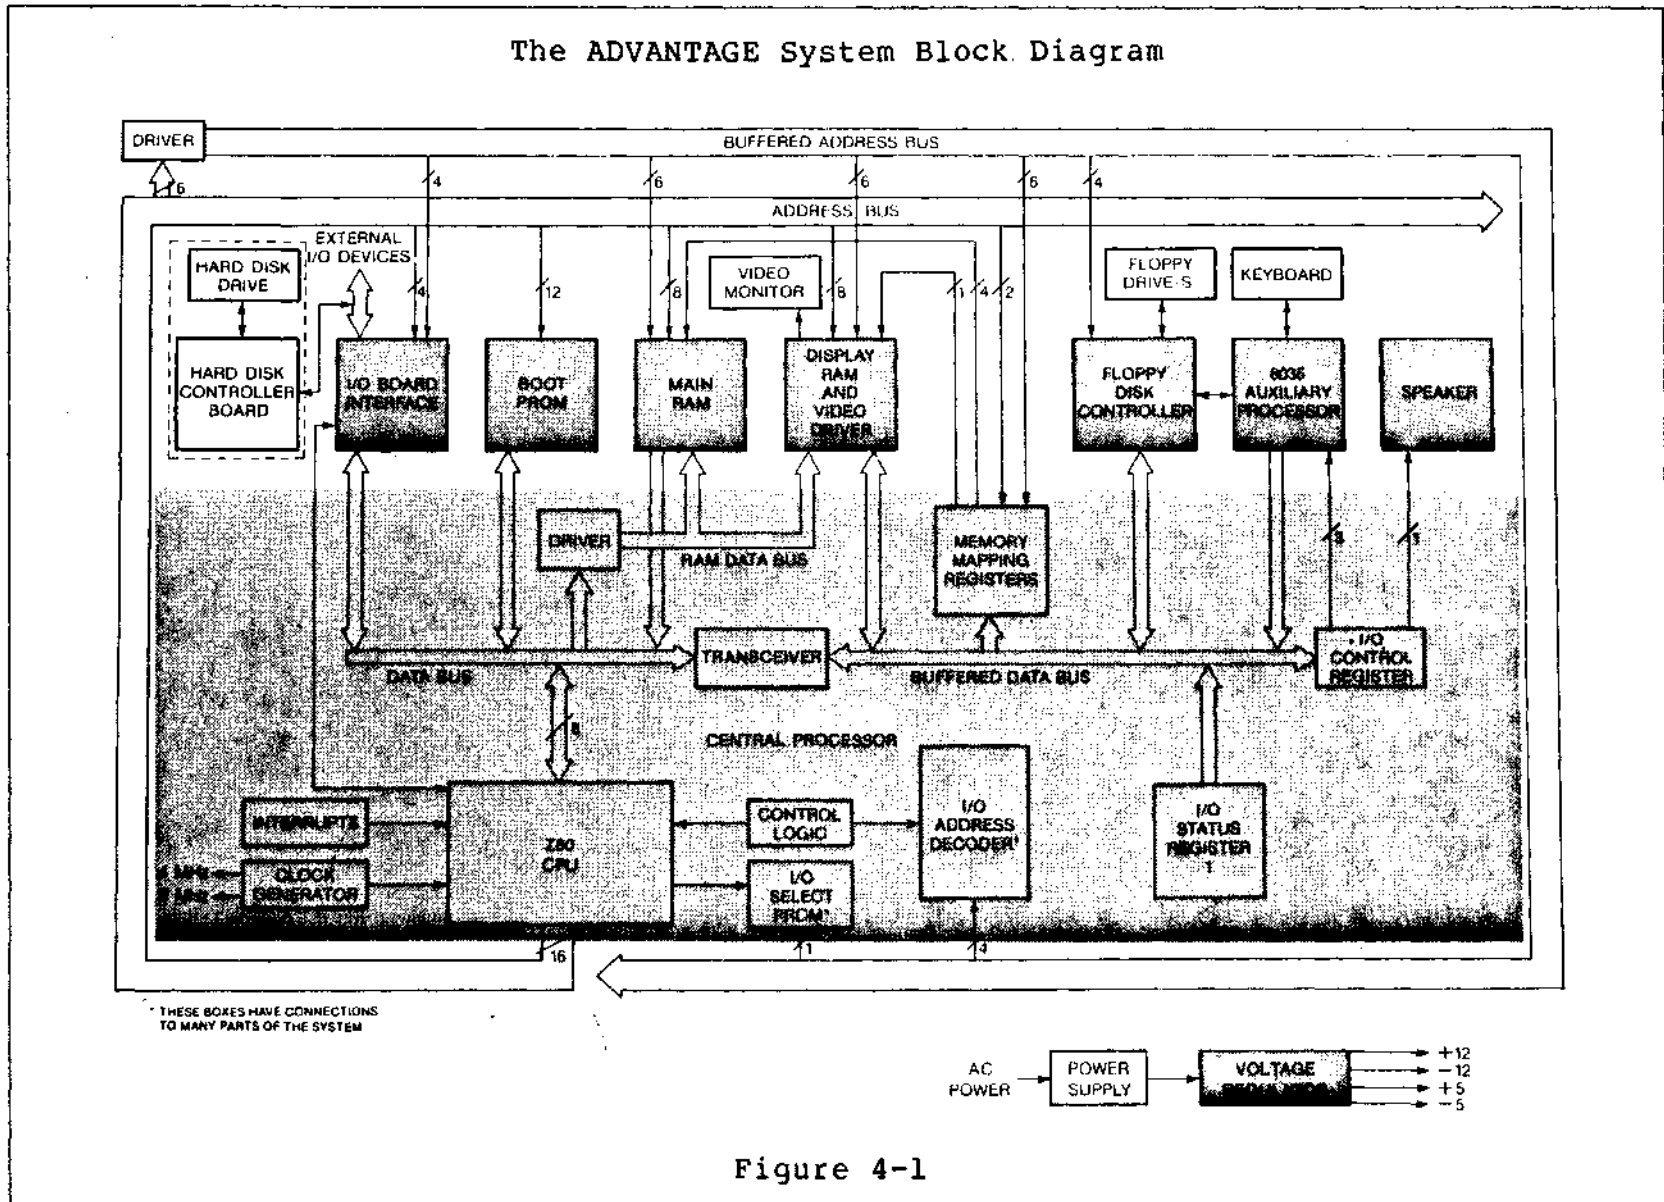 The ADVANTAGE System Block Diagram
DRIVER
BUFFERED ADDRESS BUS
6
4
6
6
6
4
ADDRESS BUS
EXTERNAL
I/O DEVICES
HARD DISK
DRIVE
4
12
8
VIDEO
MONITOR
8
1
4
2
FLOPPY
DRIVE-S
KEYBOARD
HARD DISK
CONTROLLER
BOARD
I/O BOARD
INTERFACE
BOOT
PROM
MAIN
RAM
DISPLAY
RAM
AND
VIDEO
DRIVER
FLOPPY
DISK
CONTROLLER
AUXILIARY
PROCESSOR
SPEAKER
DRIVER
RAM DATA BUS
MEMORY
MAPPING
REGISTERS
3
1
DATA BUS
TRANSCEIVER
BUFFERED DATA BUS
I/O
CONTROL
REGISTER
8
CENTRAL PROCESSOR
INTERRUPTS
Z80
CPU
CONTROL
LOGIC
I/O
ADDRESS
DECODER*
I/O
STATUS
REGISTER
1
MHz
MHz
CLOCK
GENERATOR
I/O
SELECT
PROM*
16
1
4
* THESE BOXES HAVE CONNECTIONS
TO MANY PARTS OF THE SYSTEM
AC
POWER
POWER
SUPPLY
VOLTAGE
+12
-12
+5
-5
Figure 4-1